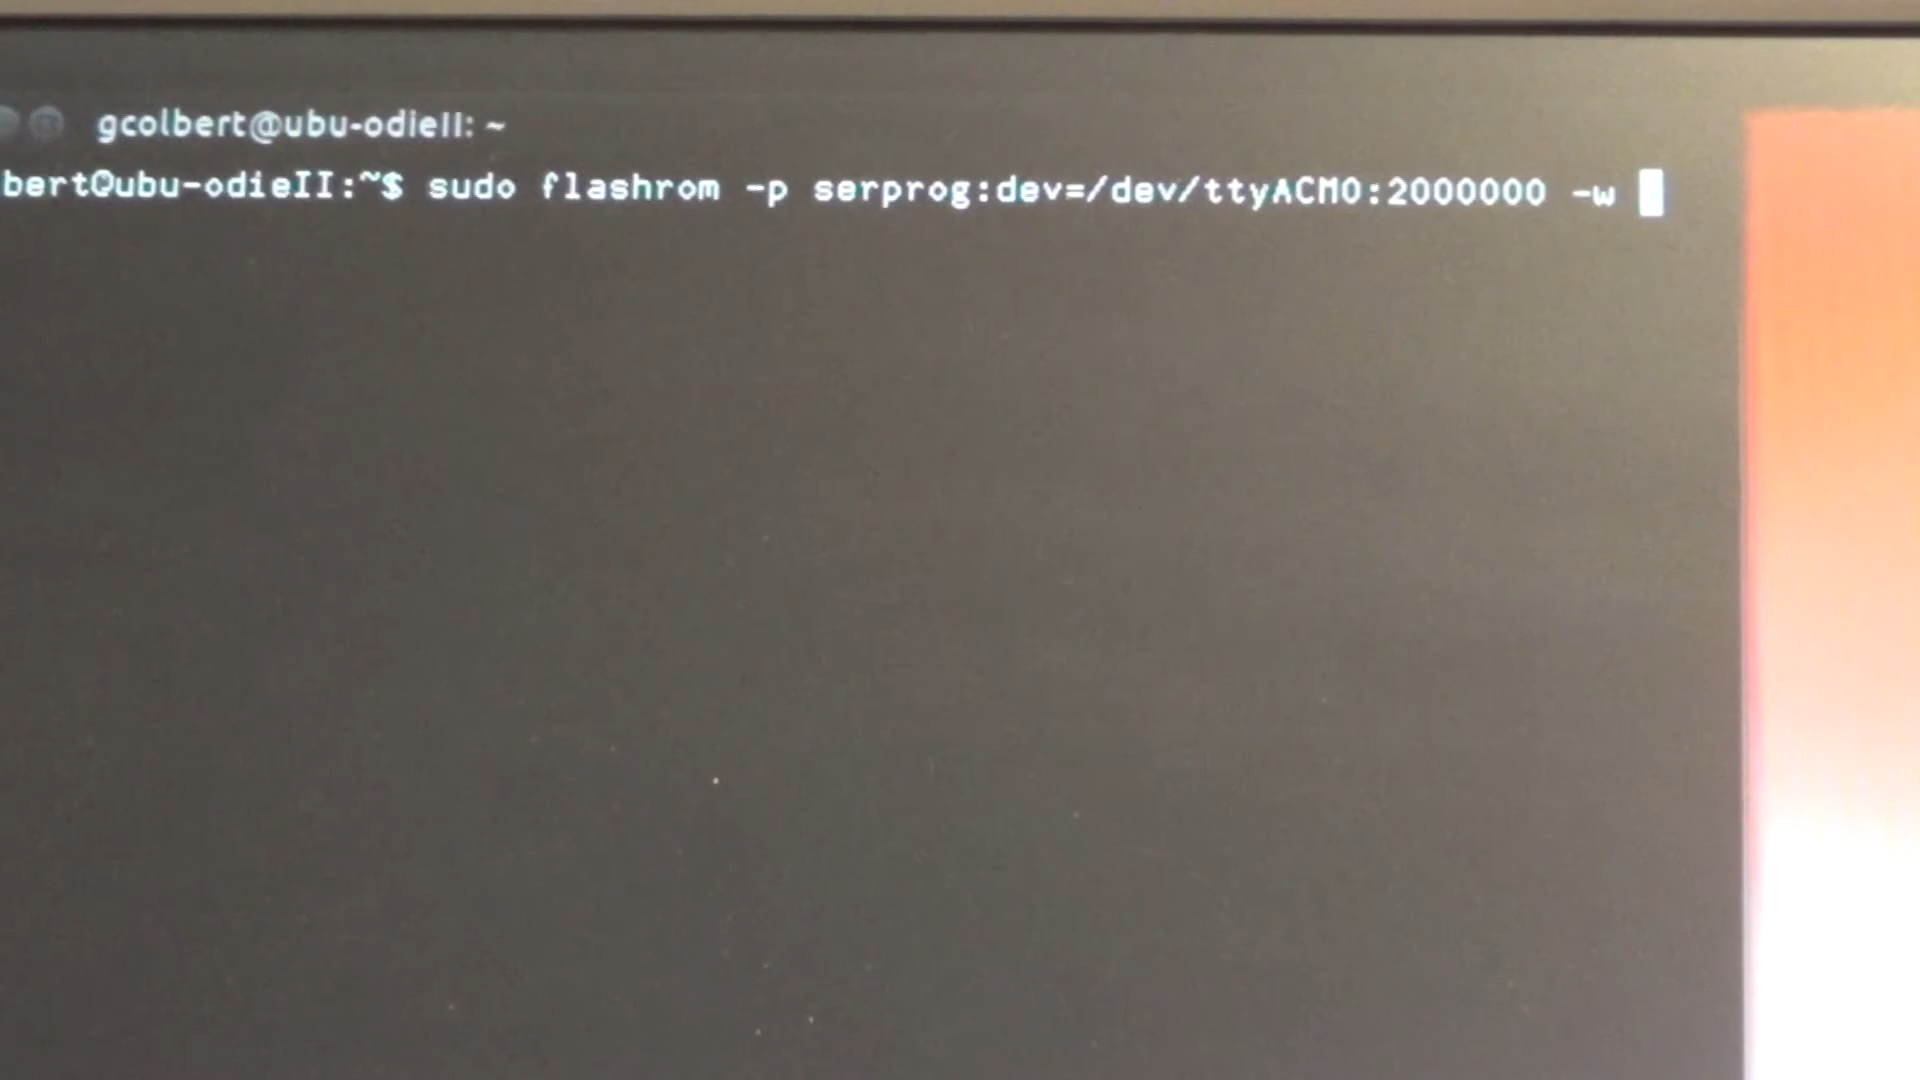 gcolbert@ubu-odieII: ~
bert@ubu-odieII:~$ sudo flashrom -p serprog:dev=/dev/ttyACM0:2000000 -w